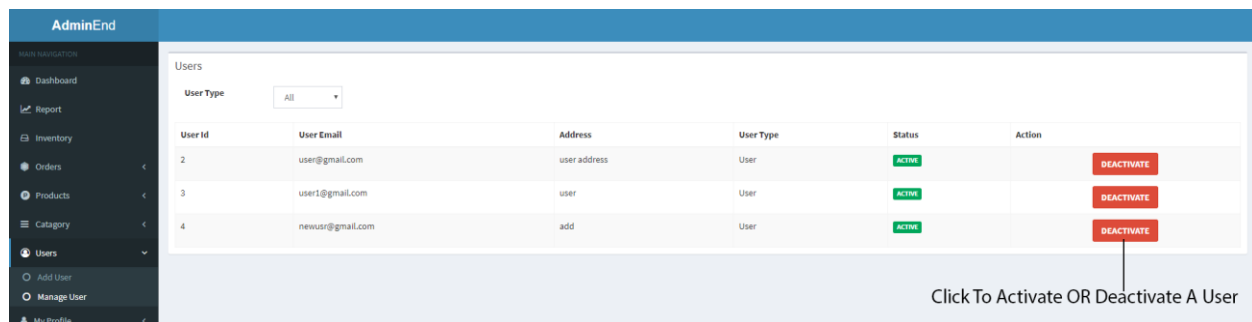 AdminEnd
MAIN NAVIGATION
Dashboard
Report
Inventory
Orders
Products
Catagory
Users
Add User
Manage User
My Profile
Users
User Type All
User Id User Email Address User Type Status Action
2 user@gmail.com user address User ACTIVE DEACTIVATE
3 user1@gmail.com user User ACTIVE DEACTIVATE
4 newusr@gmail.com add User ACTIVE DEACTIVATE
Click To Activate OR Deactivate A User